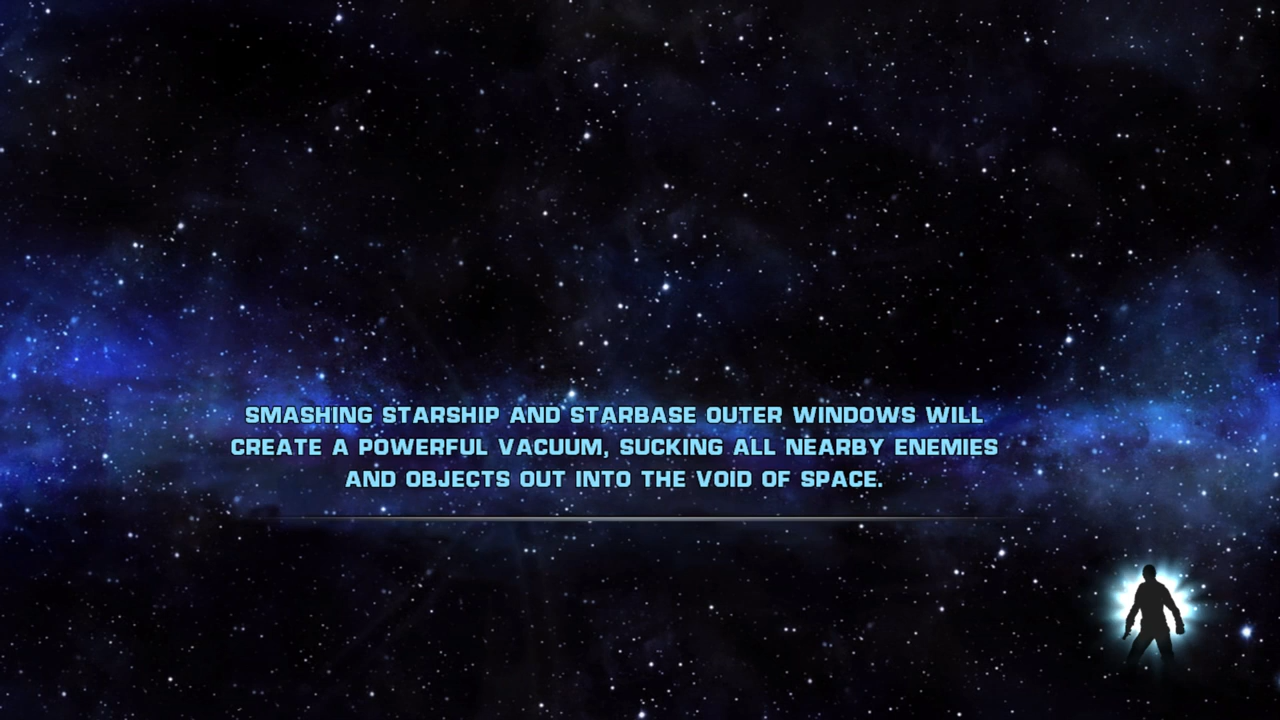 SMASHING STARSHIP AND STARBASE OUTER WINDOWS WILL
CREATE A POWERFUL VACUUM, SUCKING ALL NEARBY ENEMIES
AND OBJECTS OUT INTO THE VOID OF SPACE.